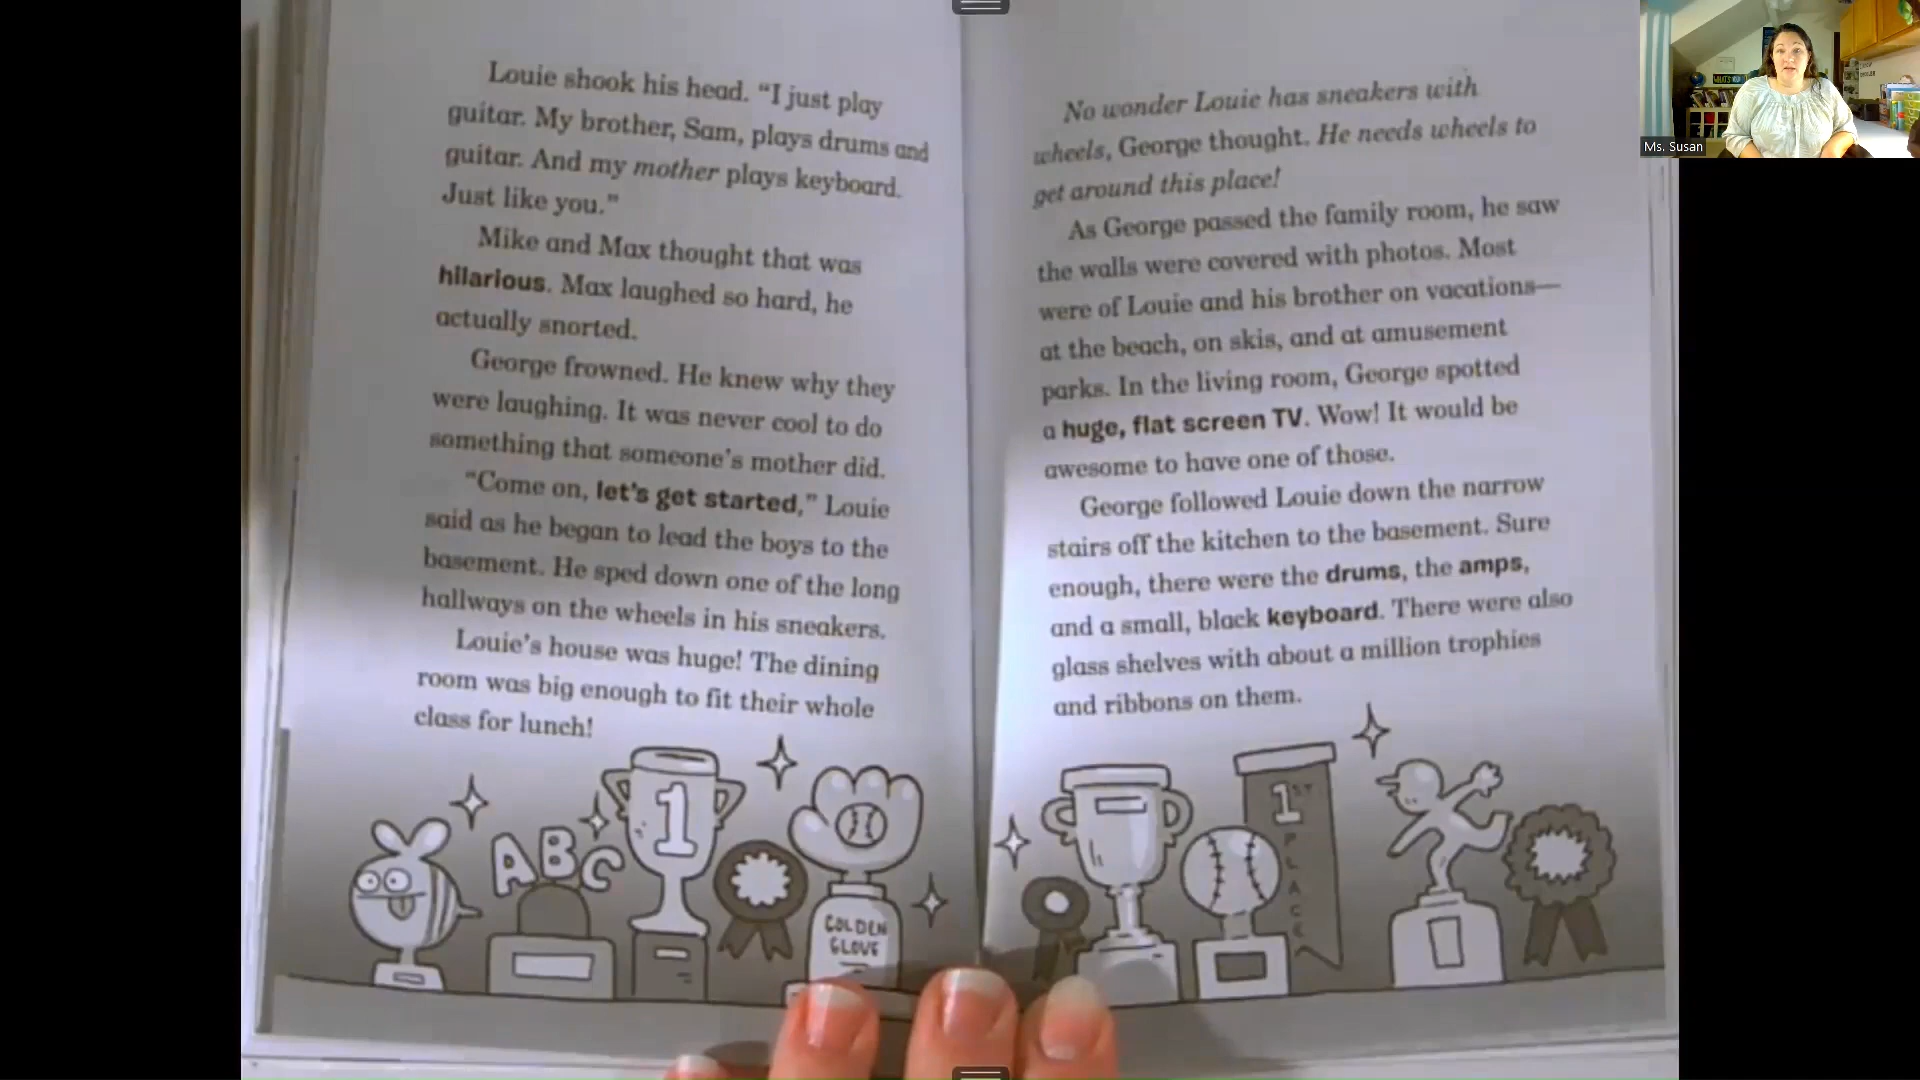 Louie shook his head. “I just play
guitar. My brother, Sam, plays drums and
guitar. And my mother plays keyboard.
Just like you.”
Mike and Max thought that was
hilarious. Max laughed so hard, he
actually snorted.
George frowned. He knew why they
were laughing. It was never cool to do
something that someone’s mother did.
“Come on, let’s get started,” Louie
said as he began to lead the boys to the
basement. He sped down one of the long
hallways on the wheels in his sneakers.
Louie’s house was huge! The dining
room was big enough to fit their whole
class for lunch!
ABC
1
GOLDEN
GLOVE
No wonder Louie has sneakers with
wheels, George thought. He needs wheels to
get around this place!
As George passed the family room, he saw
the walls were covered with photos. Most
were of Louie and his brother on vacations—
at the beach, on skis, and at amusement
parks. In the living room, George spotted
a huge, flat screen TV. Wow! It would be
awesome to have one of those.
George followed Louie down the narrow
stairs off the kitchen to the basement. Sure
enough, there were the drums, the amps,
and a small, black keyboard. There were also
glass shelves with about a million trophies
and ribbons on them.
1ST
PLACE
Ms. Susan